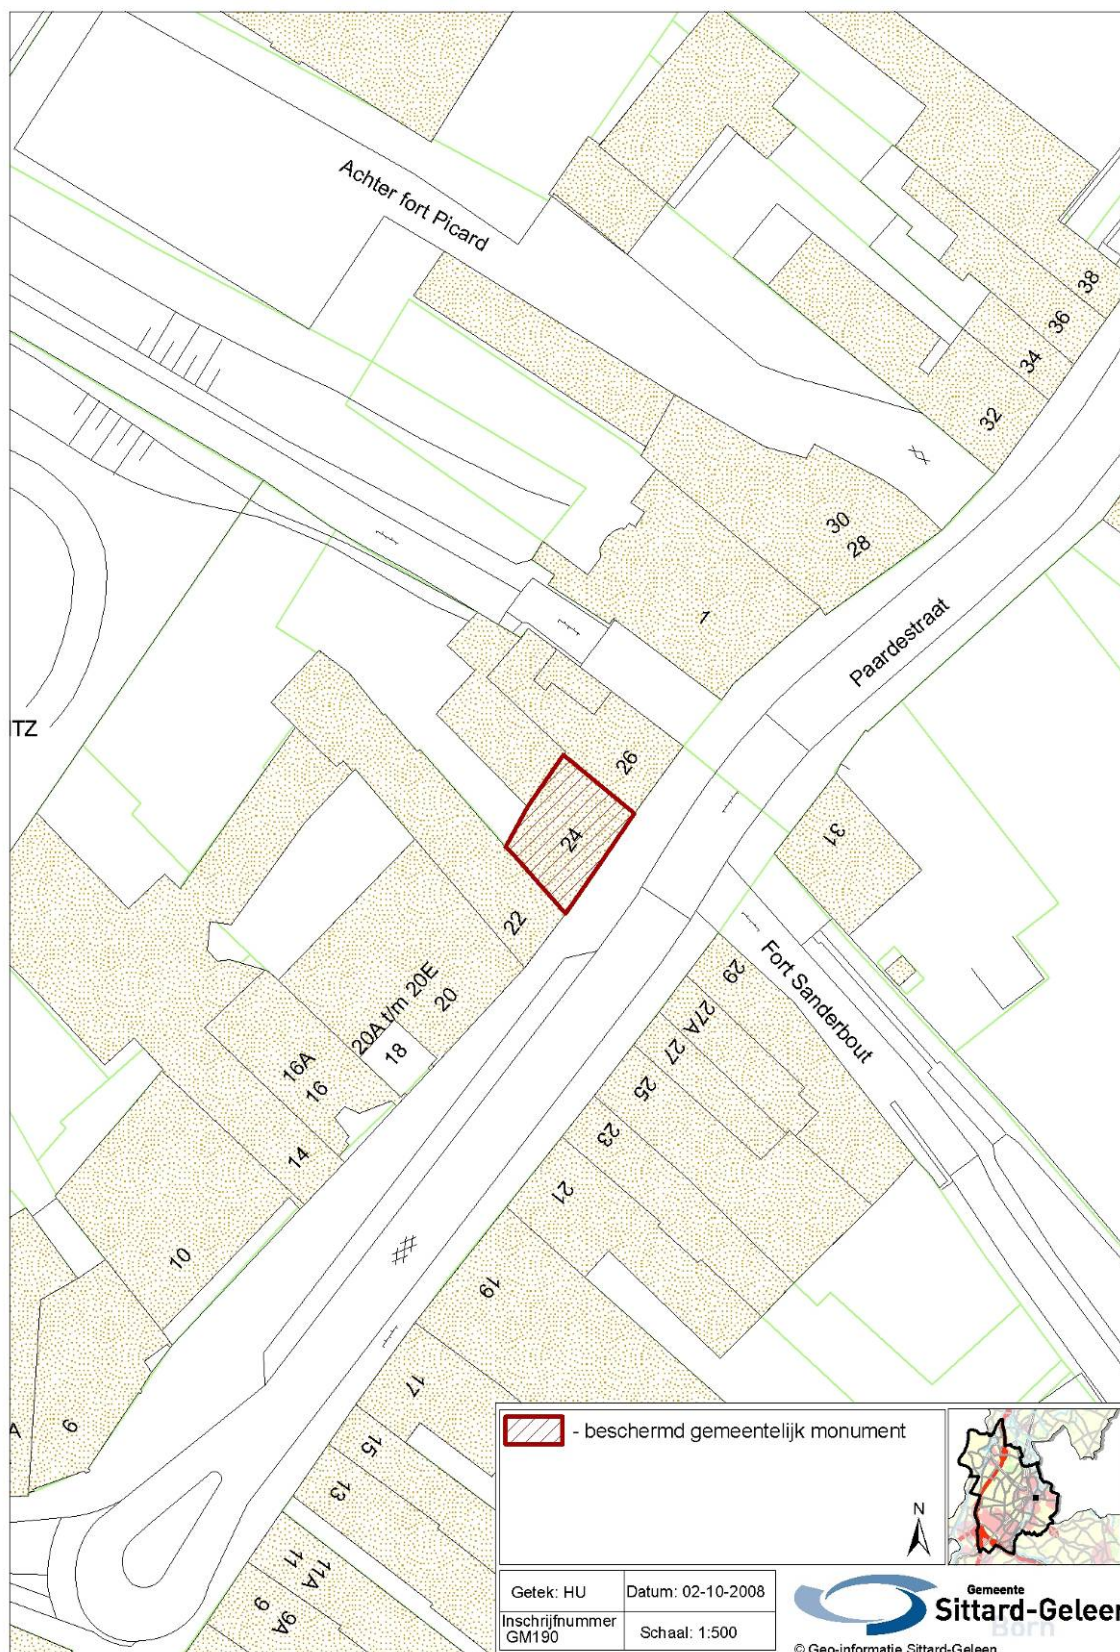 Achter fort Picard
38
36
34
32
30
28
1
Paardestraat
ITZ
26
24
31
22
29
Fort Sanderbout
20A t/m 20E
20
27A
27
18
16A
16
25
23
14
21
10
19
17
9
A
15
13
11A
11
9
9A
- beschermd gemeentelijk monument
N
Getek: HU
Datum: 02-10-2008
Inschrijfnummer
GM190
Schaal: 1:500
Gemeente
Sittard-Geleen
Born
© Geo-informatie Sittard-Geleen